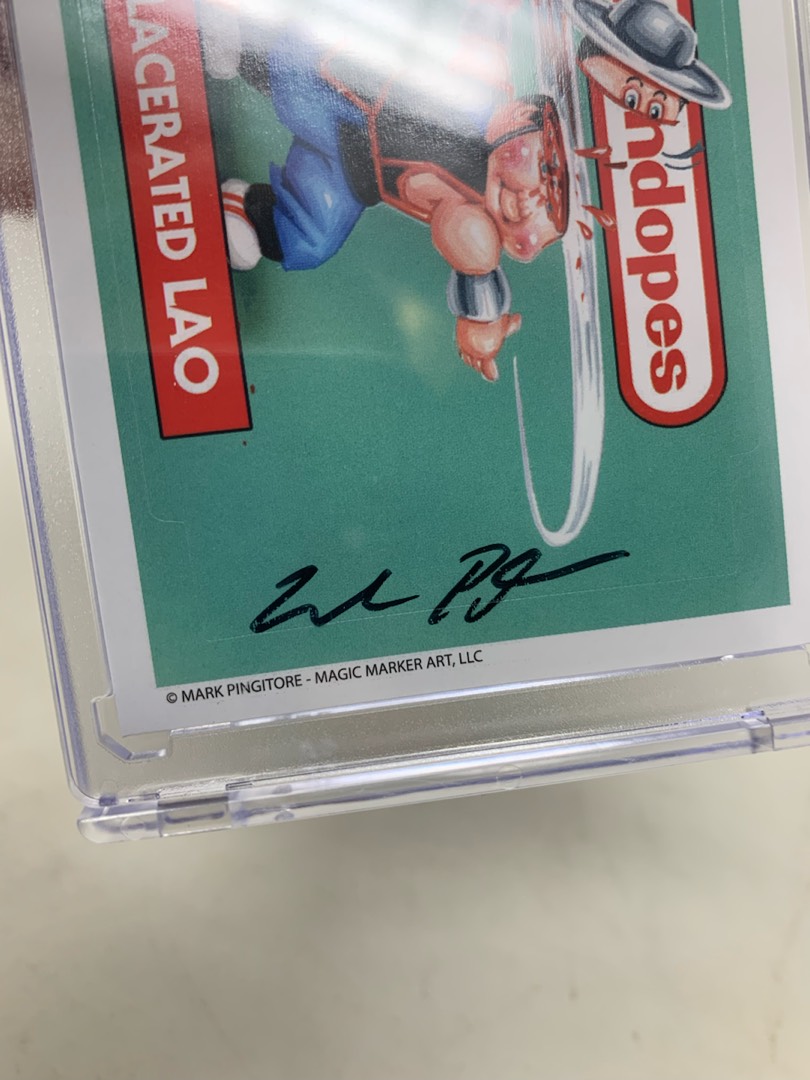 LACERATED LAO
ndopes
© MARK PINGITORE - MAGIC MARKER ART, LLC